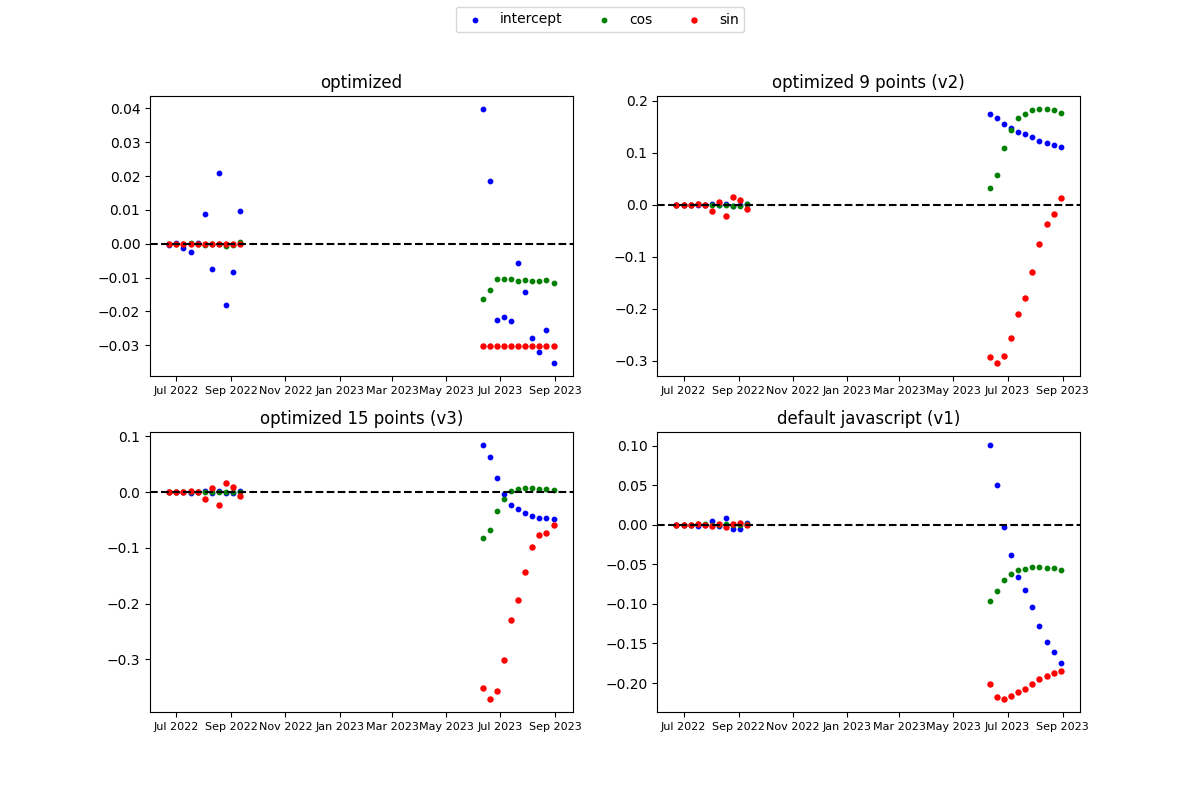 intercept cos sin
optimized
0.04
0.03
0.02
0.01
0.00
−0.01
−0.02
−0.03
Jul 2022 Sep 2022 Nov 2022 Jan 2023 Mar 2023 May 2023 Jul 2023 Sep 2023
optimized 9 points (v2)
0.2
0.1
0.0
−0.1
−0.2
−0.3
Jul 2022 Sep 2022 Nov 2022 Jan 2023 Mar 2023 May 2023 Jul 2023 Sep 2023
optimized 15 points (v3)
0.1
0.0
−0.1
−0.2
−0.3
Jul 2022 Sep 2022 Nov 2022 Jan 2023 Mar 2023 May 2023 Jul 2023 Sep 2023
default javascript (v1)
0.10
0.05
0.00
−0.05
−0.10
−0.15
−0.20
Jul 2022 Sep 2022 Nov 2022 Jan 2023 Mar 2023 May 2023 Jul 2023 Sep 2023